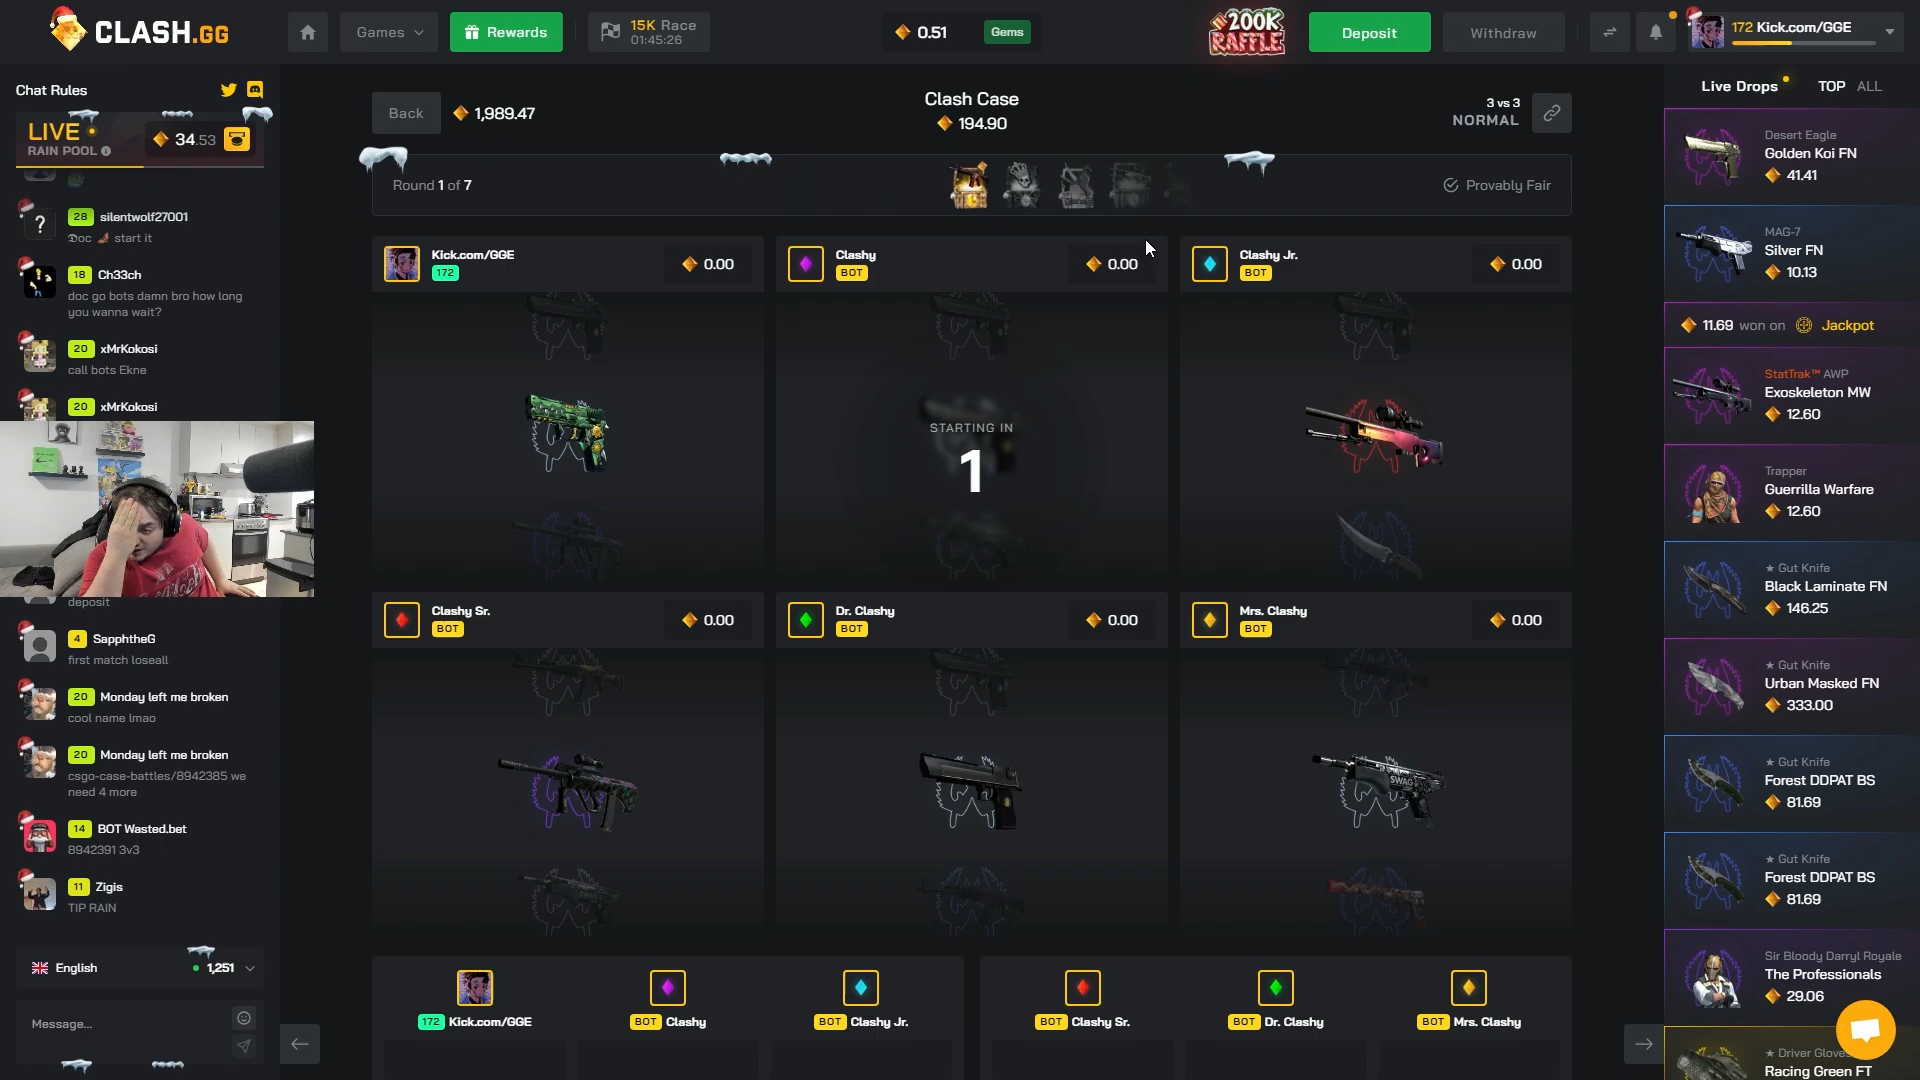 CLASH.GG
Games
Rewards
15K Race
01:45:26
0.51
Gems
200K
RAFFLE
Deposit
Withdraw
172 Kick.com/GGE
Chat Rules
LIVE
RAIN POOL
34.53
28 silentwolf27001
Doc start it
18 Ch33ch
doc go bots damn bro how long
you wanna wait?
20 xMrKokosi
call bots Ekne
20 xMrKokosi
deposit
4 SapphtheG
first match loseall
20 Monday left me broken
cool name lmao
20 Monday left me broken
csgo-case-battles/8942385 we
need 4 more
14 BOT Wasted.bet
8942391 3v3
11 Zigis
TIP RAIN
English
1,251
Message...
Back
1,989.47
Clash Case
194.90
3 vs 3
NORMAL
Round 1 of 7
Provably Fair
Kick.com/GGE
172
0.00
Clashy
BOT
0.00
Clashy Jr.
BOT
0.00
STARTING IN
1
Clashy Sr.
BOT
0.00
Dr. Clashy
BOT
0.00
Mrs. Clashy
BOT
0.00
SWAG
172 Kick.com/GGE
BOT Clashy
BOT Clashy Jr.
BOT Clashy Sr.
BOT Dr. Clashy
BOT Mrs. Clashy
Live Drops
TOP
ALL
Desert Eagle
Golden Koi FN
41.41
MAG-7
Silver FN
10.13
11.69 won on Jackpot
StatTrak™ AWP
Exoskeleton MW
12.60
Trapper
Guerrilla Warfare
12.60
★ Gut Knife
Black Laminate FN
146.25
★ Gut Knife
Urban Masked FN
333.00
★ Gut Knife
Forest DDPAT BS
81.69
★ Gut Knife
Forest DDPAT BS
81.69
Sir Bloody Darryl Royale
The Professionals
29.06
★ Driver Gloves
Racing Green FT